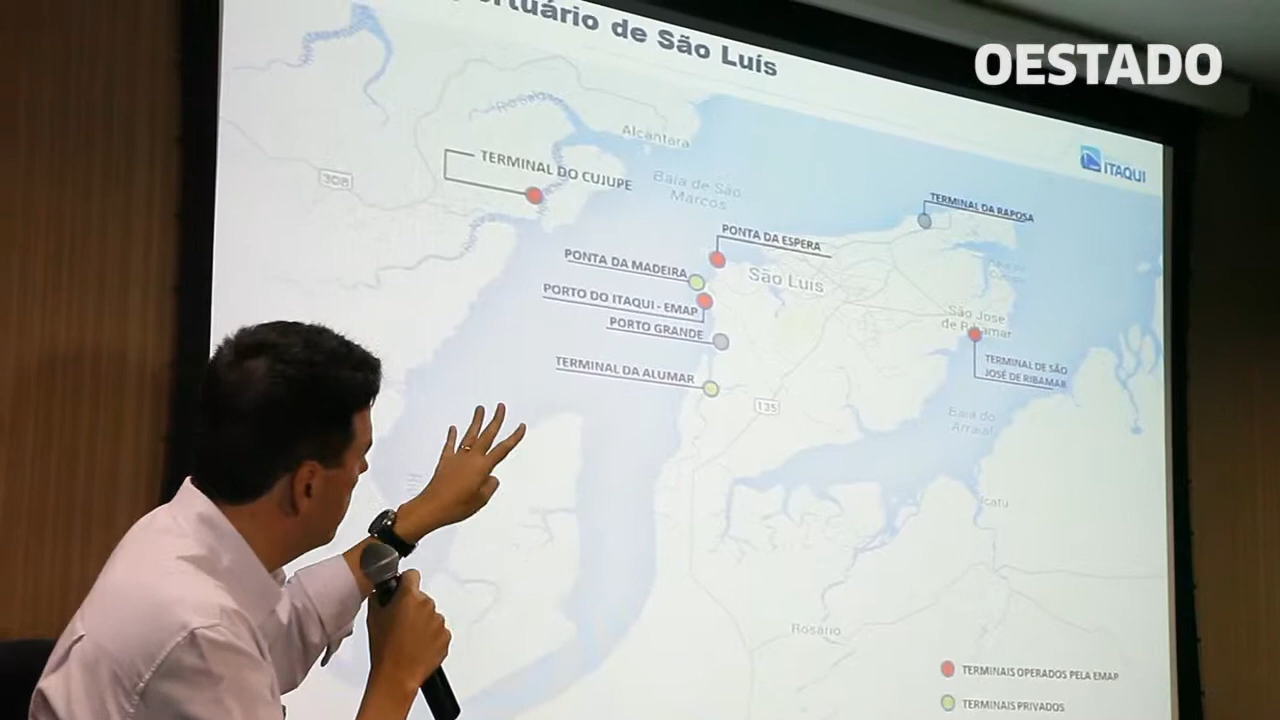 ortuário de São Luís
OESTADO
ITAQUI
Alcântara
TERMINAL DO CUJUPE
308
Baía de São
Marcos
TERMINAL DA RAPOSA
PONTA DA ESPERA
PONTA DA MADEIRA
São Luís
PORTO DO ITAQUI - EMAP
PORTO GRANDE
São José
de Ribamar
TERMINAL DA ALUMAR
TERMINAL DE SÃO
JOSÉ DE RIBAMAR
135
Baía do
Arraial
Icatu
Rosário
TERMINAIS OPERADOS PELA EMAP
TERMINAIS PRIVADOS